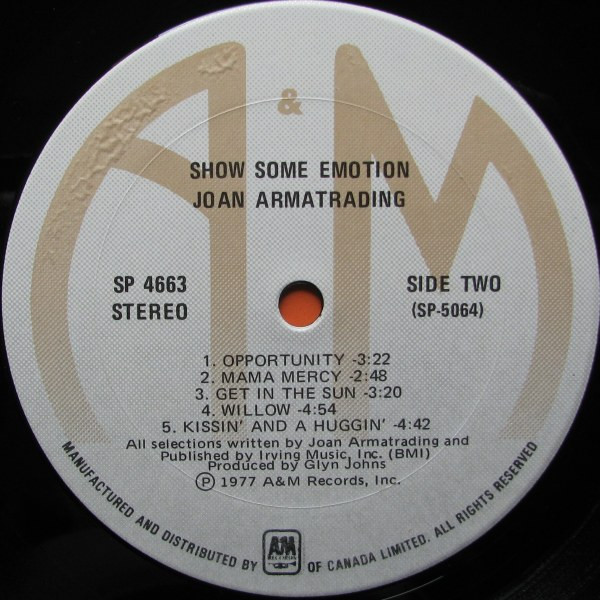 A & M
SHOW SOME EMOTION
JOAN ARMATRADING
SP 4663
STEREO
SIDE TWO
(SP-5064)
1. OPPORTUNITY -3:22
2. MAMA MERCY -2:48
3. GET IN THE SUN -3:20
4. WILLOW -4:54
5. KISSIN' AND A HUGGIN' -4:42
All selections written by Joan Armatrading and
Published by Irving Music, Inc. (BMI)
Produced by Glyn Johns
Ⓟ 1977 A&M Records, Inc.
MANUFACTURED AND DISTRIBUTED BY A&M RECORDS OF CANADA LIMITED. ALL RIGHTS RESERVED